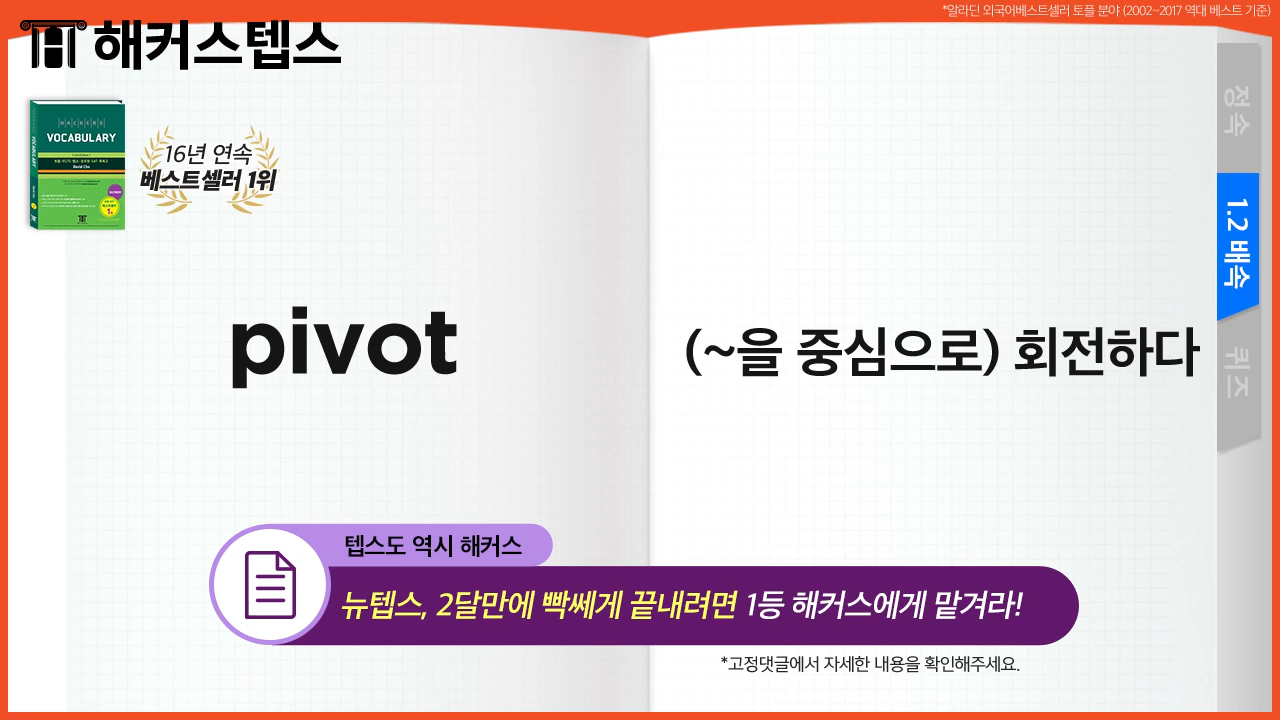 *알라딘 외국어베스트셀러 토플 분야 (2002~2017 역대 베스트 기준)
해커스텝스
HACKERS
VOCABULARY
David Cho
VOCABULARY
16년 연속
베스트셀러 1위
정속
1.2 배속
퀴즈
pivot
(~을 중심으로) 회전하다
텝스도 역시 해커스
뉴텝스, 2달만에 빡쎄게 끝내려면 1등 해커스에게 맡겨라!
*고정댓글에서 자세한 내용을 확인해주세요.